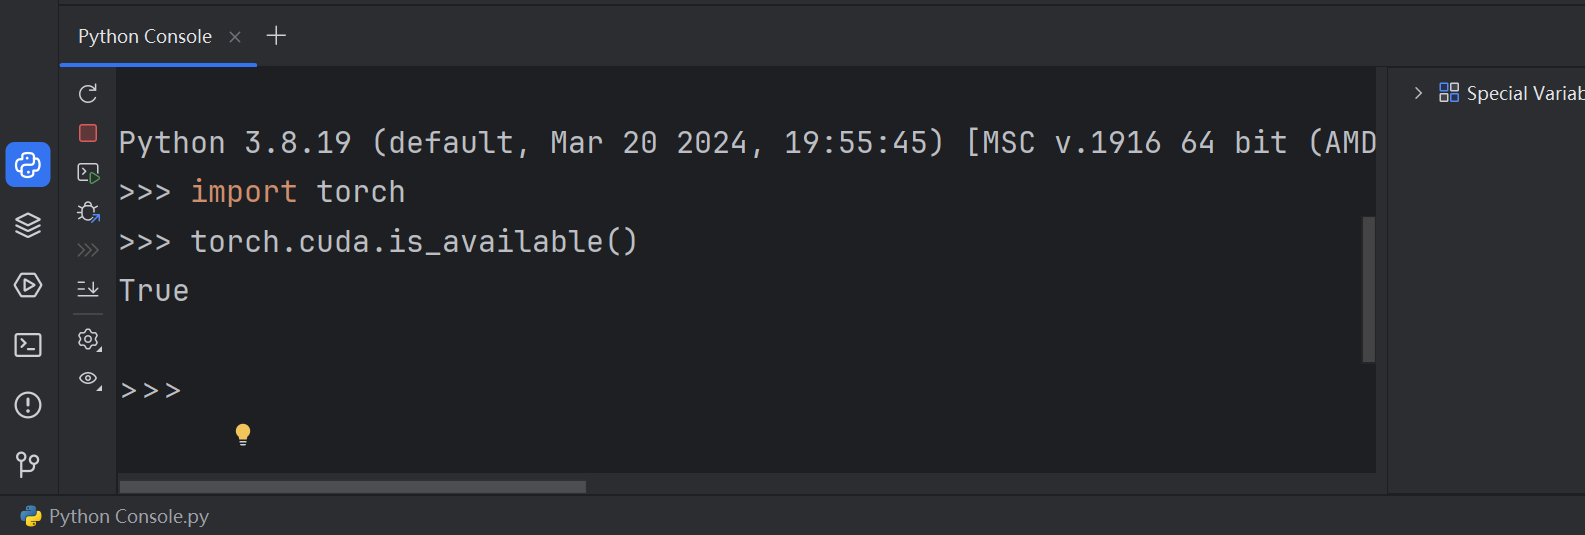 Python Console
Special Variab
Python 3.8.19 (default, Mar 20 2024, 19:55:45) [MSC v.1916 64 bit (AMD
>>> import torch
>>> torch.cuda.is_available()
True
>>>
Python Console.py